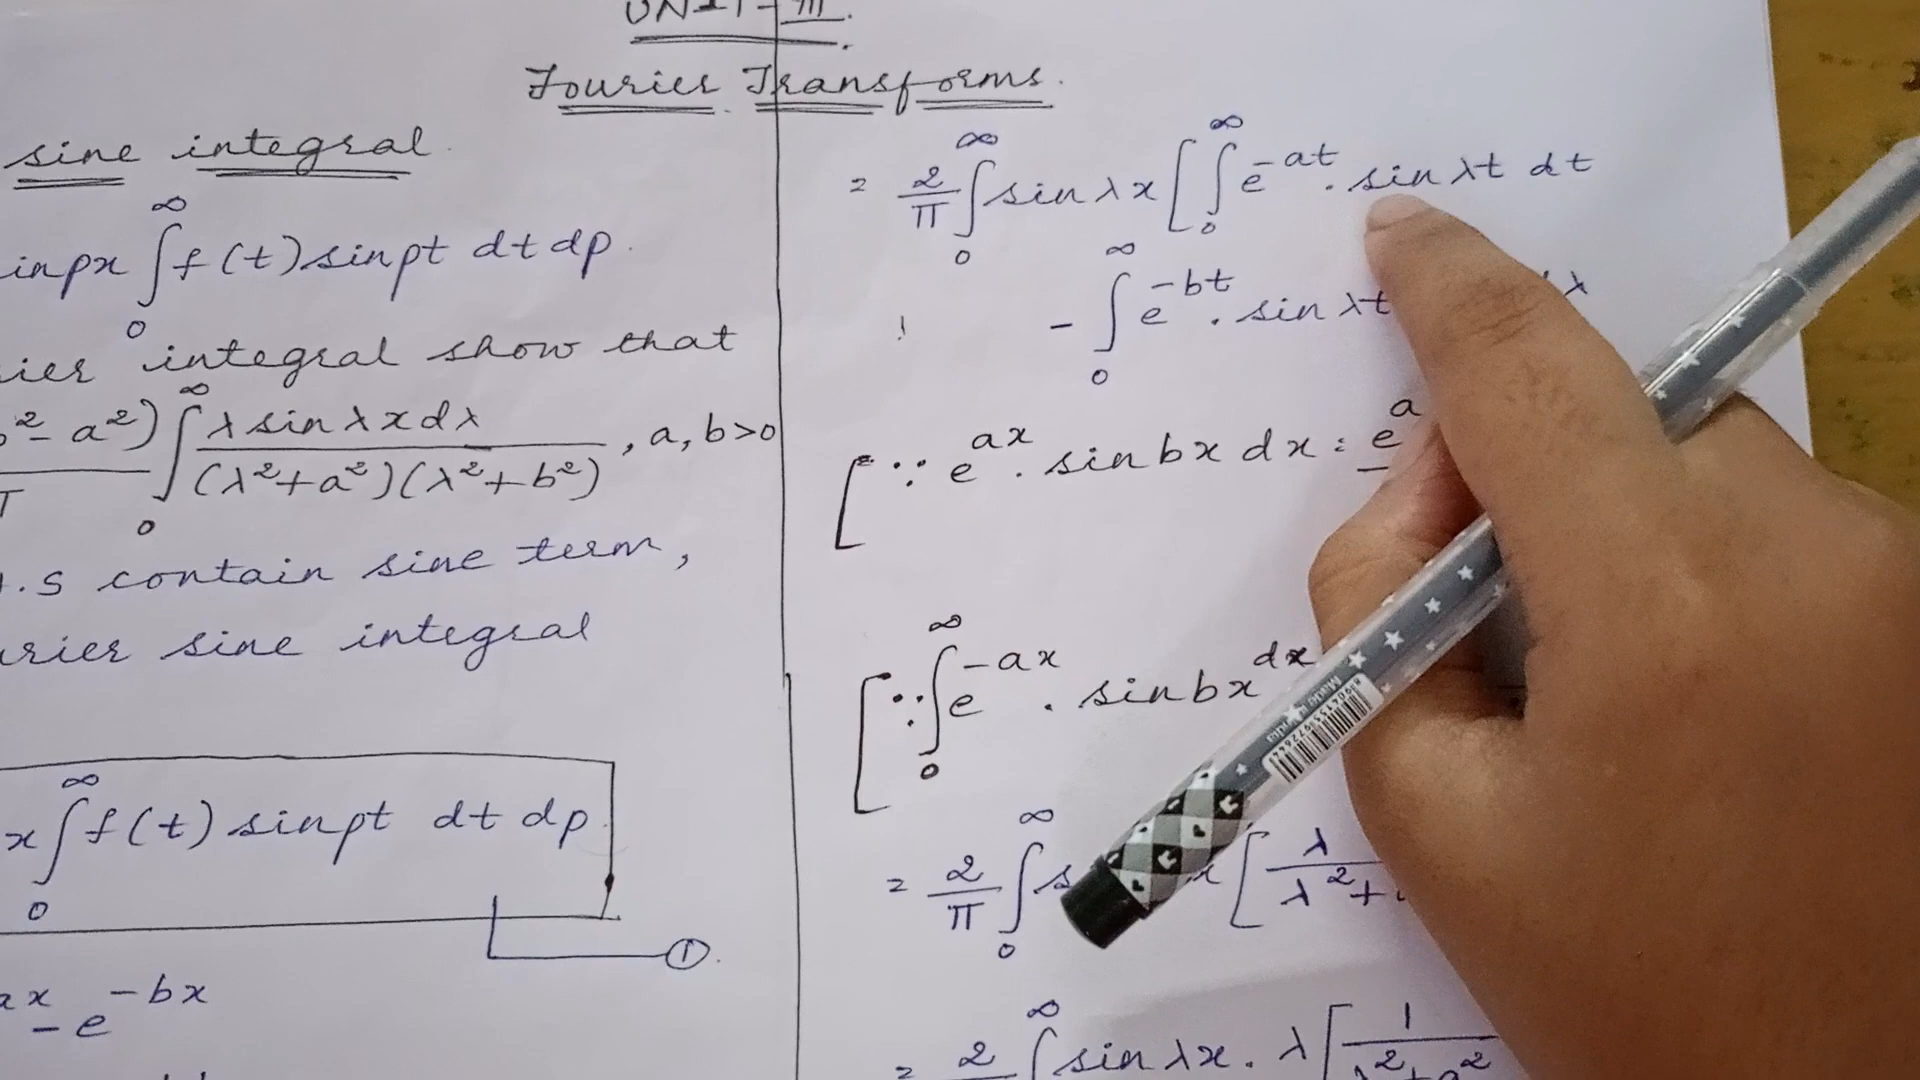 UNIT-III.
Fourier Transforms.
sine integral.
inpx ∫₀^∞ f(t) sinpt dt dp.
integral show that
² - a²) ∫₀^∞ λ sin λx dλ / (λ²+a²)(λ²+b²) , a, b>0
.S contain sine term,
sine integral
x ∫₀^∞ f(t) sinpt dt dp.
①.
- e^{-bx}
= 2/π ∫₀^∞ sin λx [ ∫₀^∞ e^{-at} . sin λt dt
- ∫₀^∞ e^{-bt} . sin λt
[ ∵ e^{ax} . sin bx dx = e^a
[ ∵ ∫₀^∞ e^{-ax} . sin bx dx
= 2/π ∫₀^∞ s x [ λ / λ²+
= 2 ∫^∞ sin λx . λ [ 1 / λ²+a²